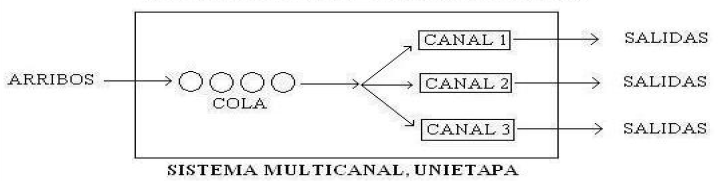 CANAL 1 SALIDAS
ARRIBOS COLA CANAL 2 SALIDAS
CANAL 3 SALIDAS
SISTEMA MULTICANAL, UNIETAPA